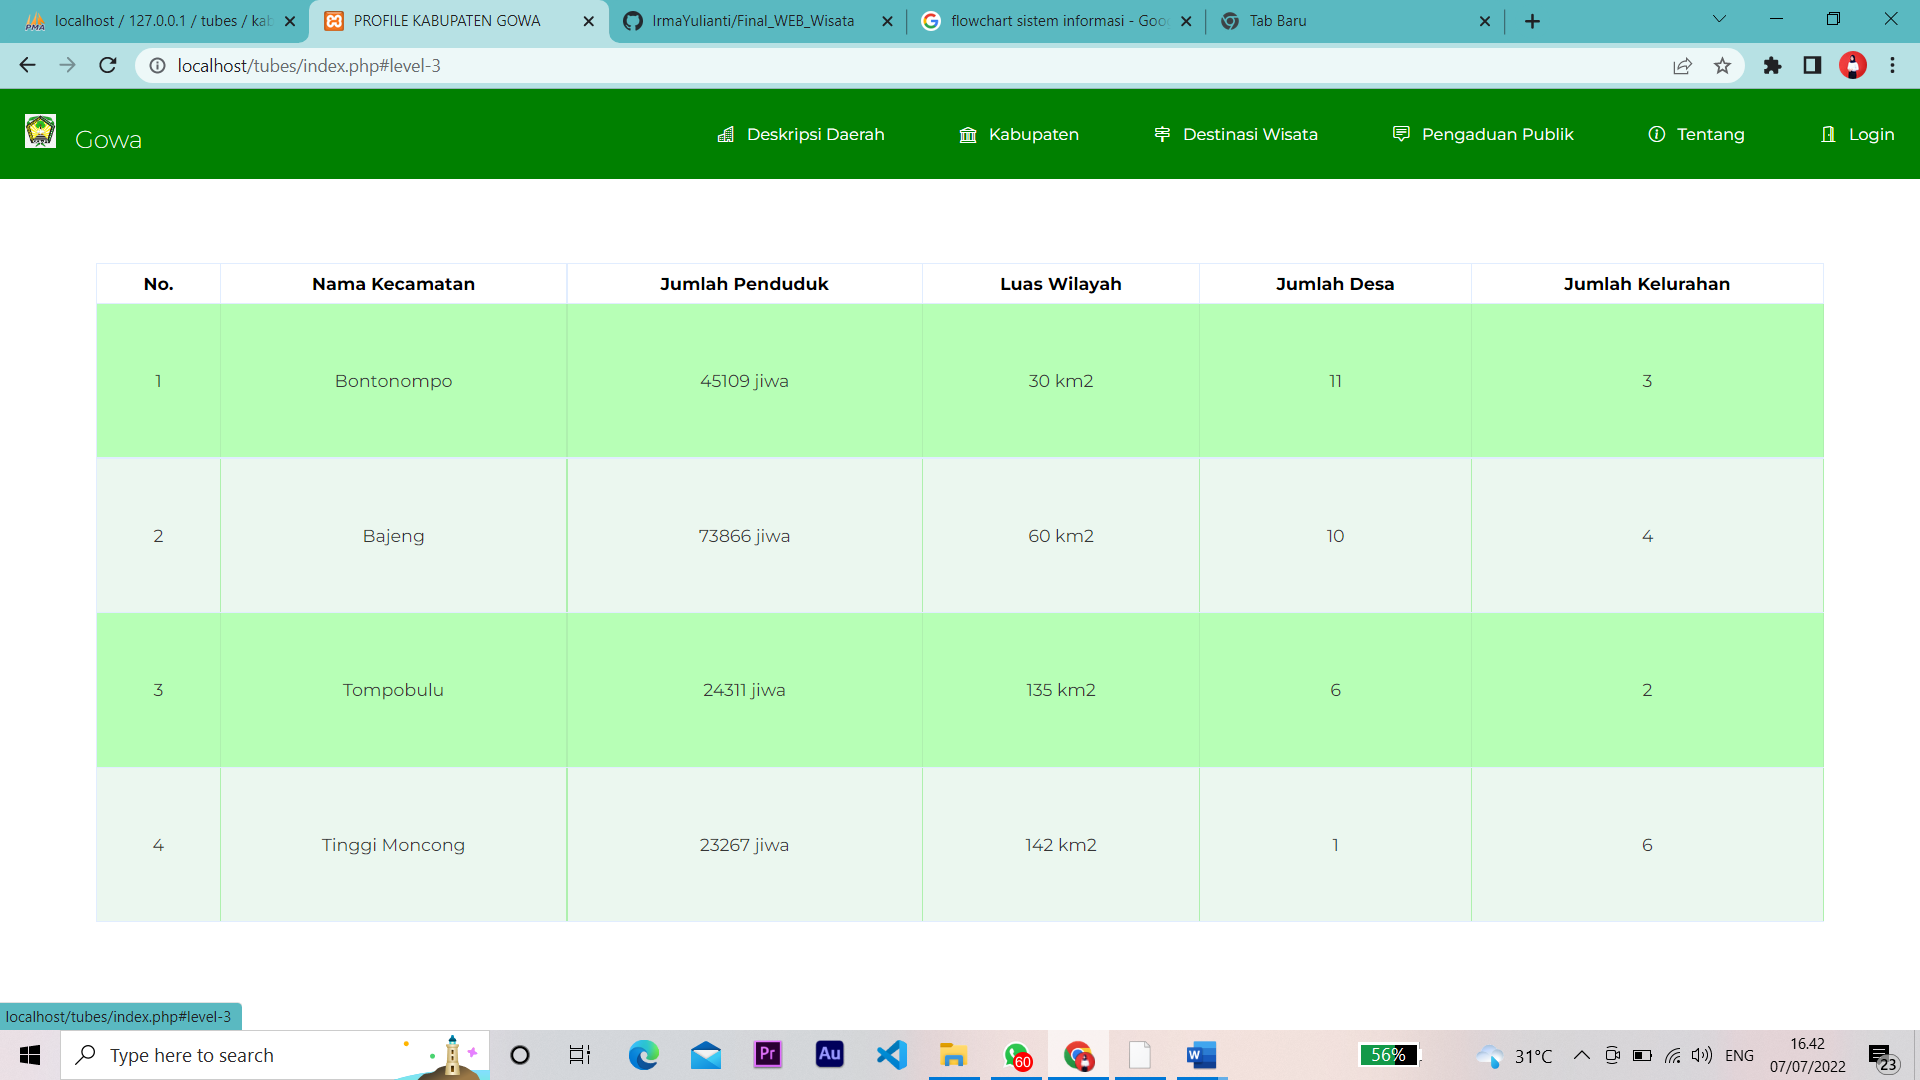 localhost / 127.0.0.1 / tubes / kab
PROFILE KABUPATEN GOWA
IrmaYulianti/Final_WEB_Wisata
flowchart sistem informasi - Goog
Tab Baru
localhost/tubes/index.php#level-3
Gowa
Deskripsi Daerah
Kabupaten
Destinasi Wisata
Pengaduan Publik
Tentang
Login
No. Nama Kecamatan Jumlah Penduduk Luas Wilayah Jumlah Desa Jumlah Kelurahan
1 Bontonompo 45109 jiwa 30 km2 11 3
2 Bajeng 73866 jiwa 60 km2 10 4
3 Tompobulu 24311 jiwa 135 km2 6 2
4 Tinggi Moncong 23267 jiwa 142 km2 1 6
localhost/tubes/index.php#level-3
Type here to search
Pr
Au
60
W
56%
31°C
ENG
16.42
07/07/2022
23